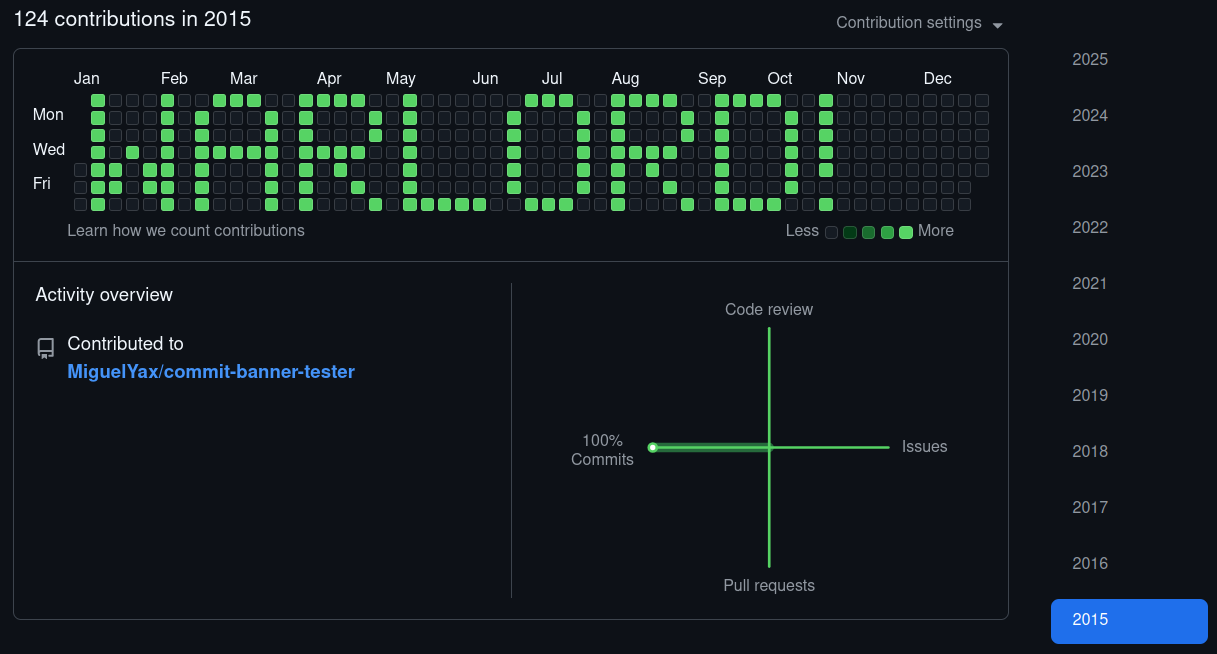 124 contributions in 2015
Contribution settings
Jan Feb Mar Apr May Jun Jul Aug Sep Oct Nov Dec
Mon
Wed
Fri
WARLORD!
Learn how we count contributions
Less More
Activity overview
Contributed to
MiguelYax/commit-banner-tester
Code review
100%
Commits
Issues
Pull requests
2025
2024
2023
2022
2021
2020
2019
2018
2017
2016
2015